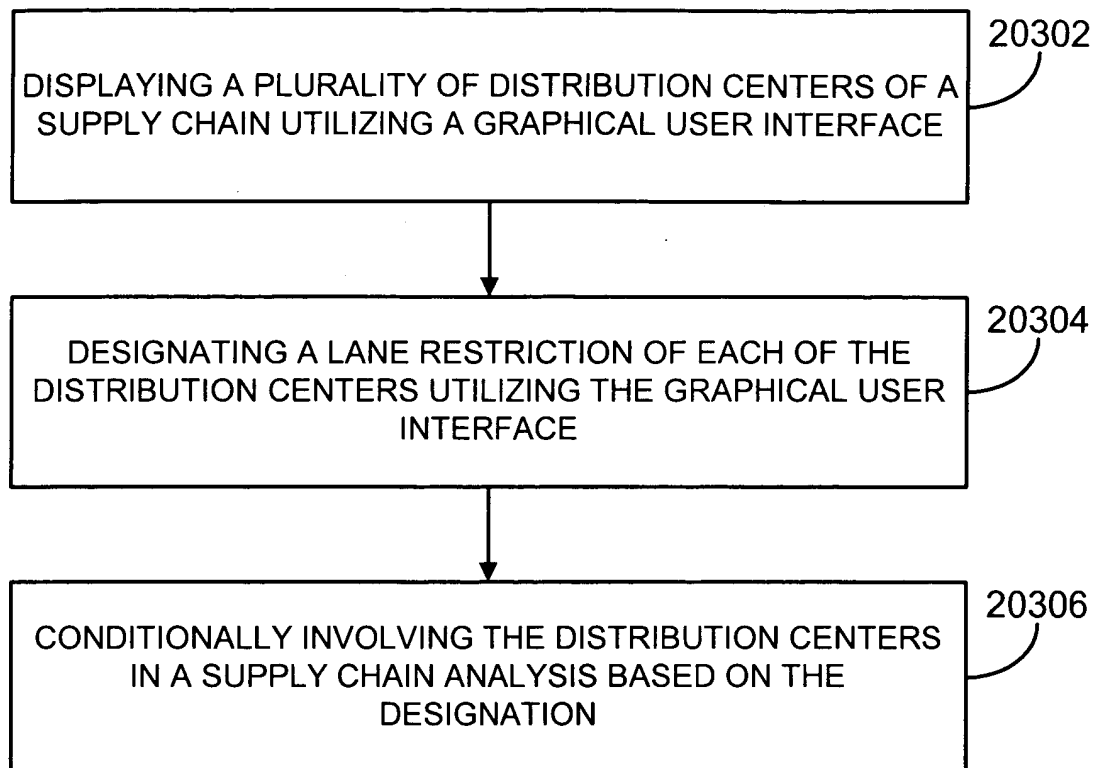 20302
DISPLAYING A PLURALITY OF DISTRIBUTION CENTERS OF A
SUPPLY CHAIN UTILIZING A GRAPHICAL USER INTERFACE
20304
DESIGNATING A LANE RESTRICTION OF EACH OF THE
DISTRIBUTION CENTERS UTILIZING THE GRAPHICAL USER
INTERFACE
20306
CONDITIONALLY INVOLVING THE DISTRIBUTION CENTERS
IN A SUPPLY CHAIN ANALYSIS BASED ON THE
DESIGNATION